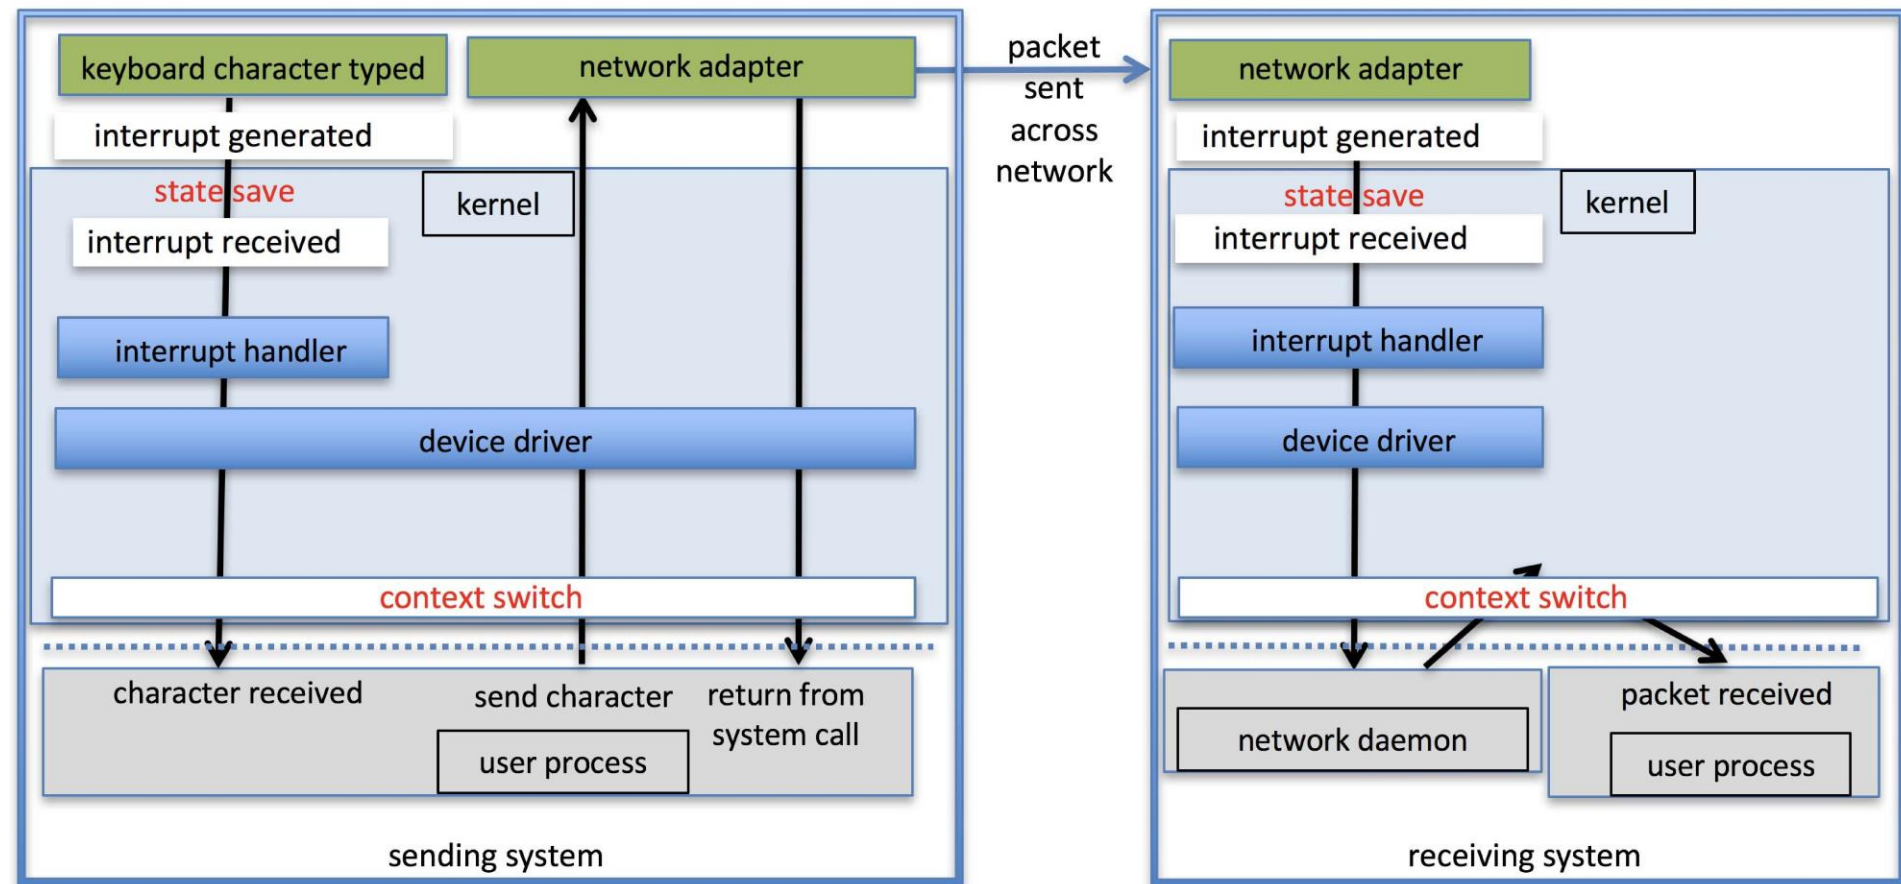 keyboard character typed
network adapter
interrupt generated
state save
kernel
interrupt received
interrupt handler
device driver
context switch
character received
send character
return from
system call
user process
sending system
packet
sent
across
network
network adapter
interrupt generated
state save
kernel
interrupt received
interrupt handler
device driver
context switch
network daemon
packet received
user process
receiving system